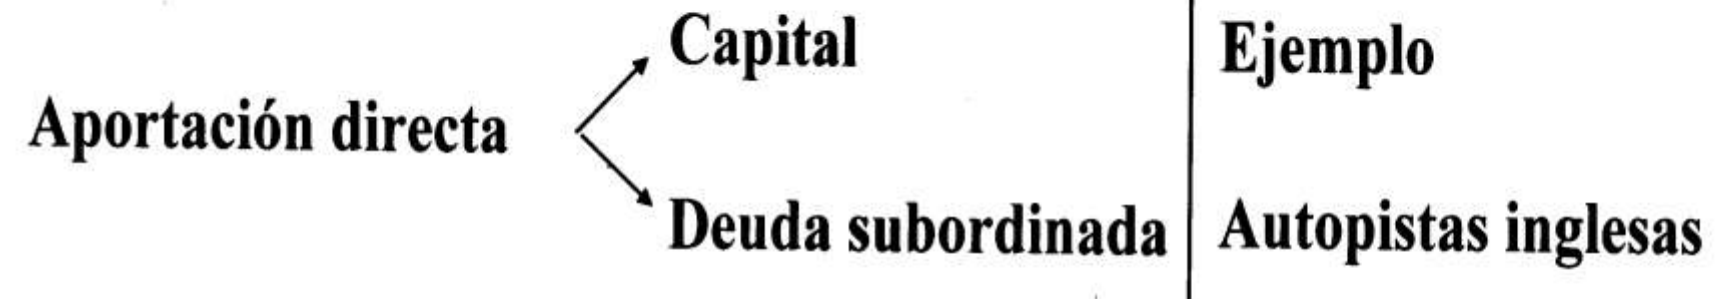 Aportación directa
Capital
Deuda subordinada
Ejemplo
Autopistas inglesas